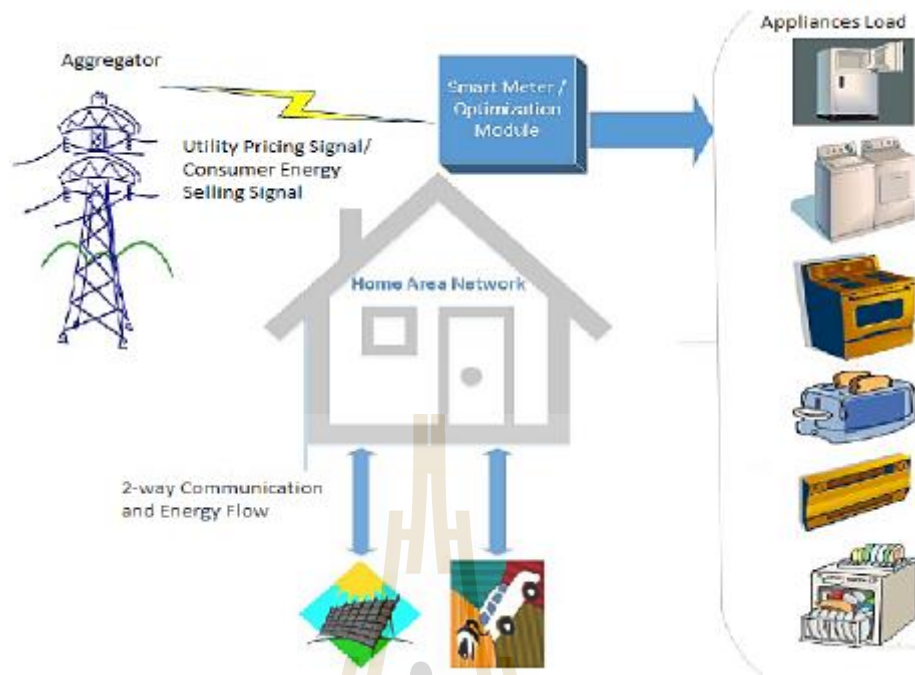 Appliances Load
Aggregator
Smart Meter /
Optimization
Module
Utility Pricing Signal/
Consumer Energy
Selling Signal
Home Area Network
2-way Communication
and Energy Flow